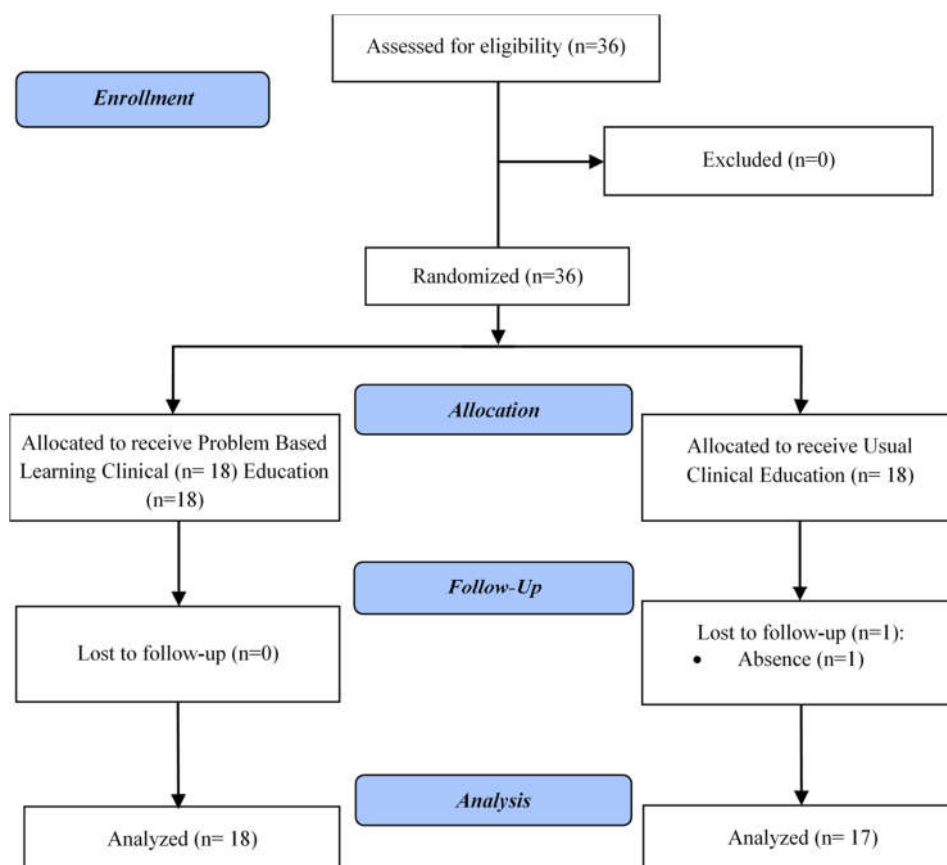 Assessed for eligibility (n=36)
Enrollment
Excluded (n=0)
Randomized (n=36)
Allocation
Allocated to receive Problem Based
Learning Clinical (n= 18) Education
(n=18)
Allocated to receive Usual
Clinical Education (n= 18)
Follow-Up
Lost to follow-up (n=0)
Lost to follow-up (n=1):
• Absence (n=1)
Analysis
Analyzed (n= 18)
Analyzed (n= 17)